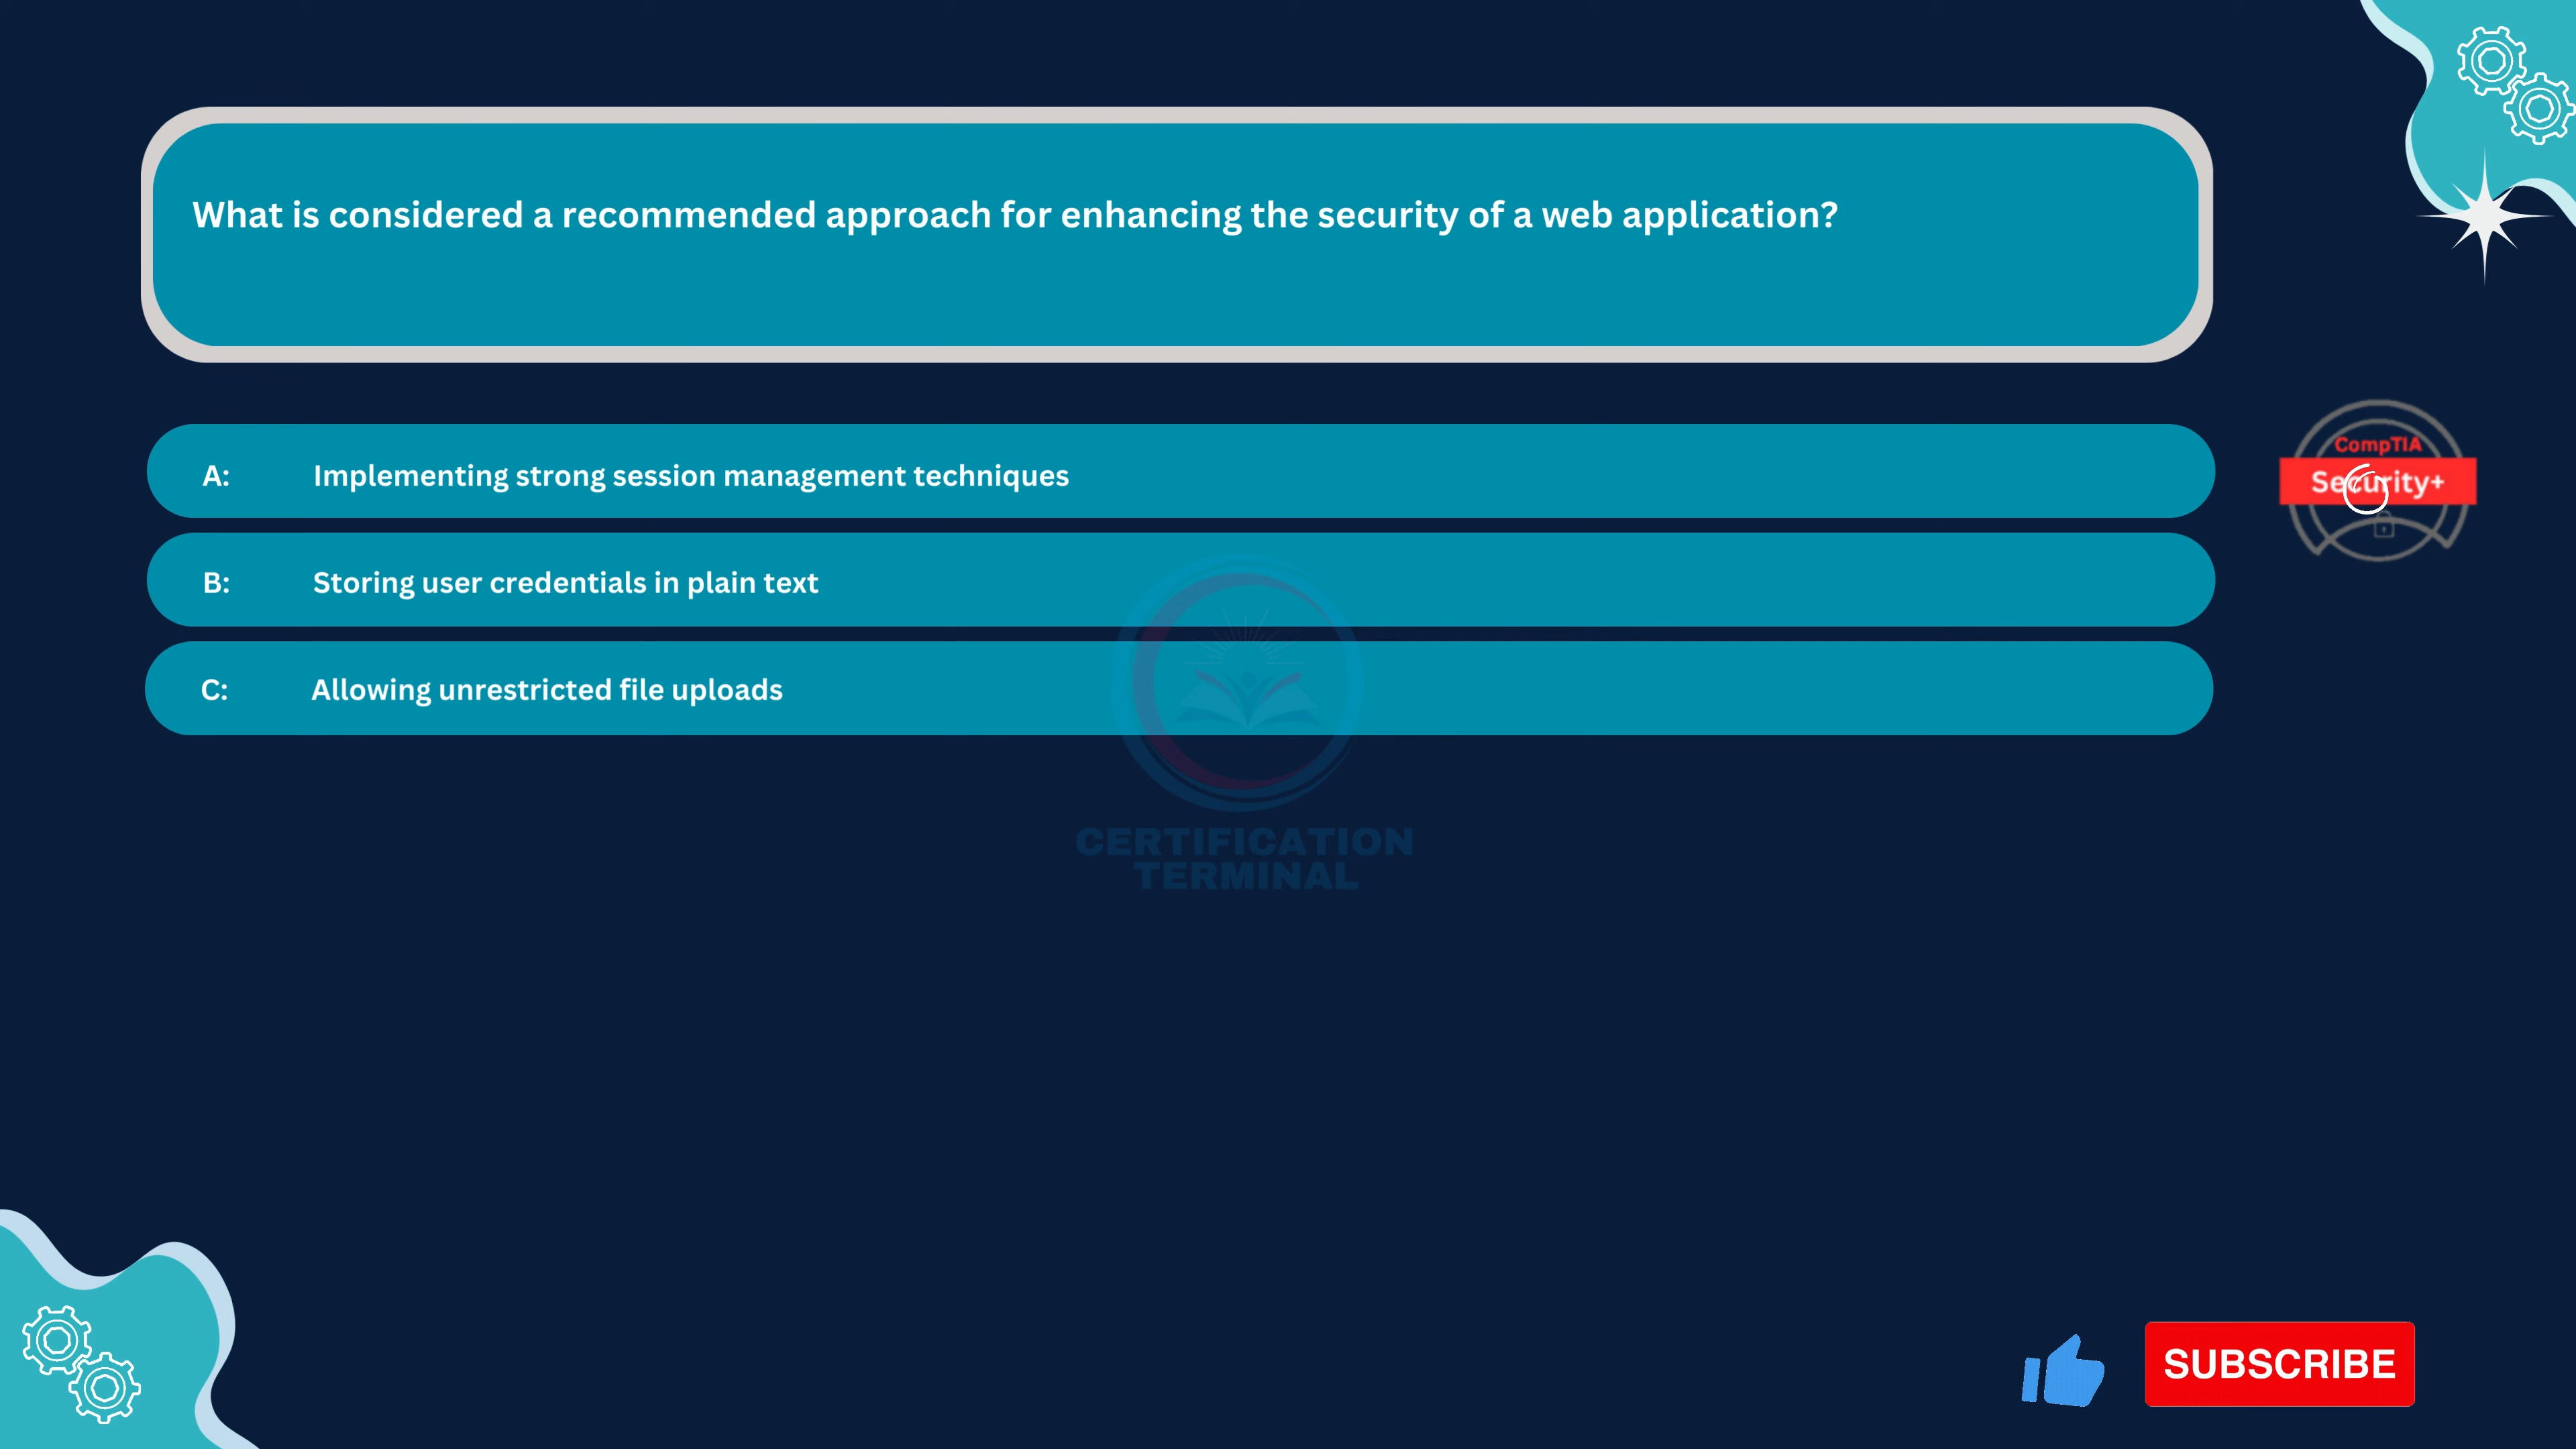 What is considered a recommended approach for enhancing the security of a web application?
A: Implementing strong session management techniques
CompTIA
Security+
B: Storing user credentials in plain text
C: Allowing unrestricted file uploads
CERTIFICATION
TERMINAL
SUBSCRIBE